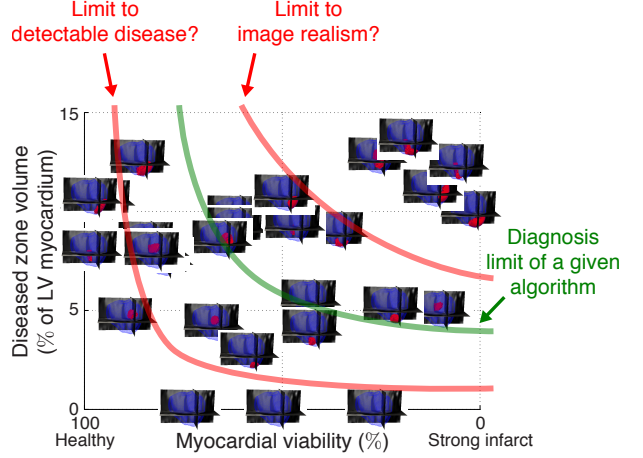 Limit to
detectable disease?
Limit to
image realism?
15
Diseased zone volume
(% of LV myocardium)
Diagnosis
limit of a given
algorithm
5
0
100
0
Healthy
Myocardial viability (%)
Strong infarct